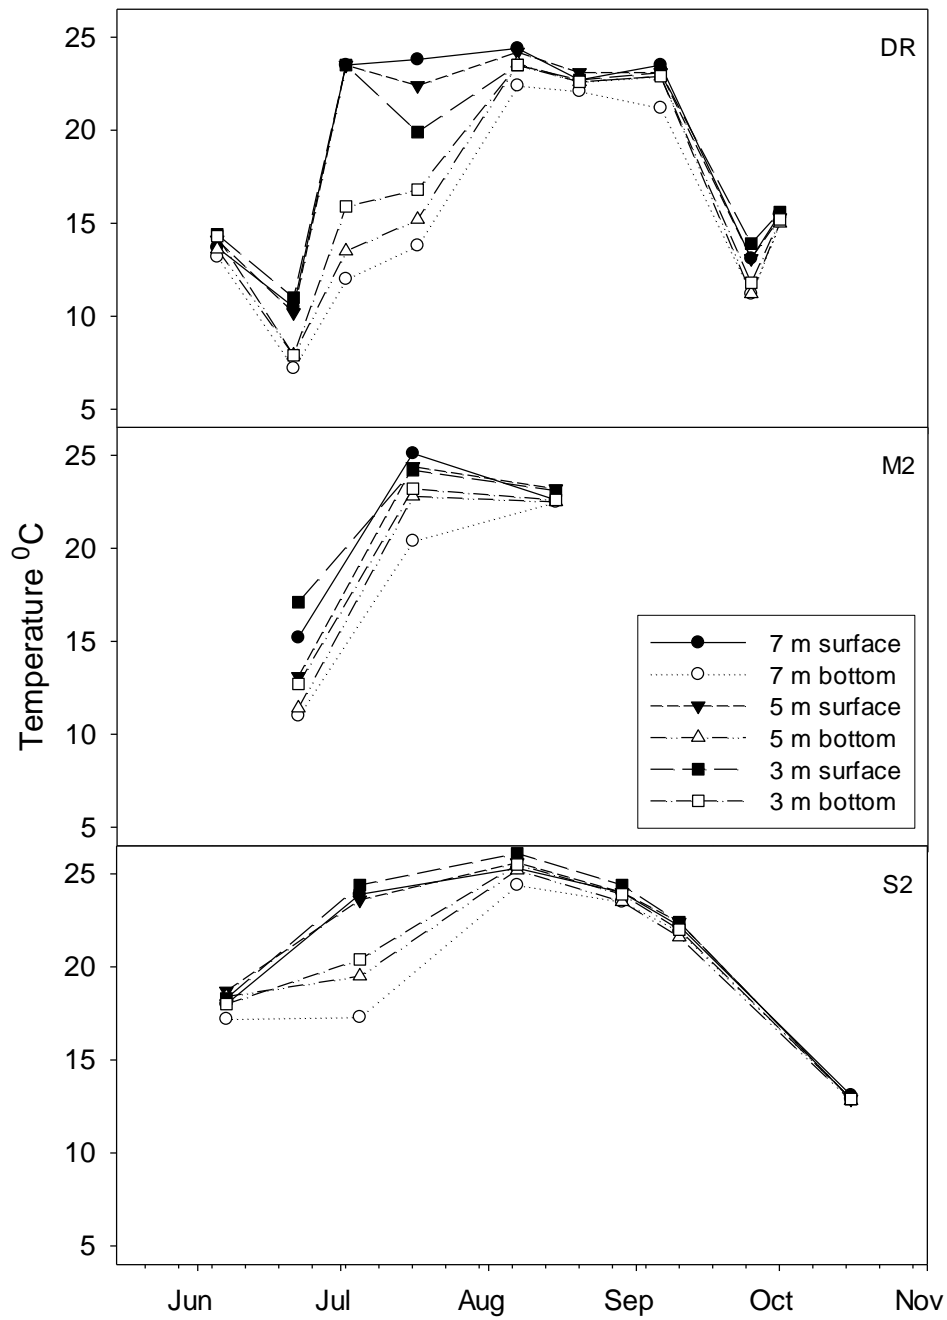 25
DR
20
15
10
5
25
M2
20
15
10
5
Temperature ⁰C
7 m surface
7 m bottom
5 m surface
5 m bottom
3 m surface
3 m bottom
25
S2
20
15
10
5
Jun Jul Aug Sep Oct Nov